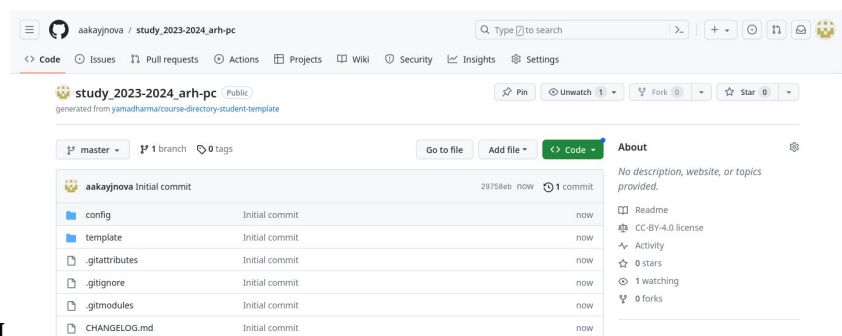 aakayjnova / study_2023-2024_arh-pc
Type / to search
Code Issues Pull requests Actions Projects Wiki Security Insights Settings
study_2023-2024_arh-pc Public
Pin Unwatch 1 Fork 0 Star 0
generated from yamadharma/course-directory-student-template
master 1 branch 0 tags
Go to file Add file Code
aakayjnova Initial commit 29758eb now 1 commit
config Initial commit now
template Initial commit now
.gitattributes Initial commit now
.gitignore Initial commit now
.gitmodules Initial commit now
CHANGELOG.md Initial commit now
About
No description, website, or topics
provided.
Readme
CC-BY-4.0 license
Activity
0 stars
1 watching
0 forks